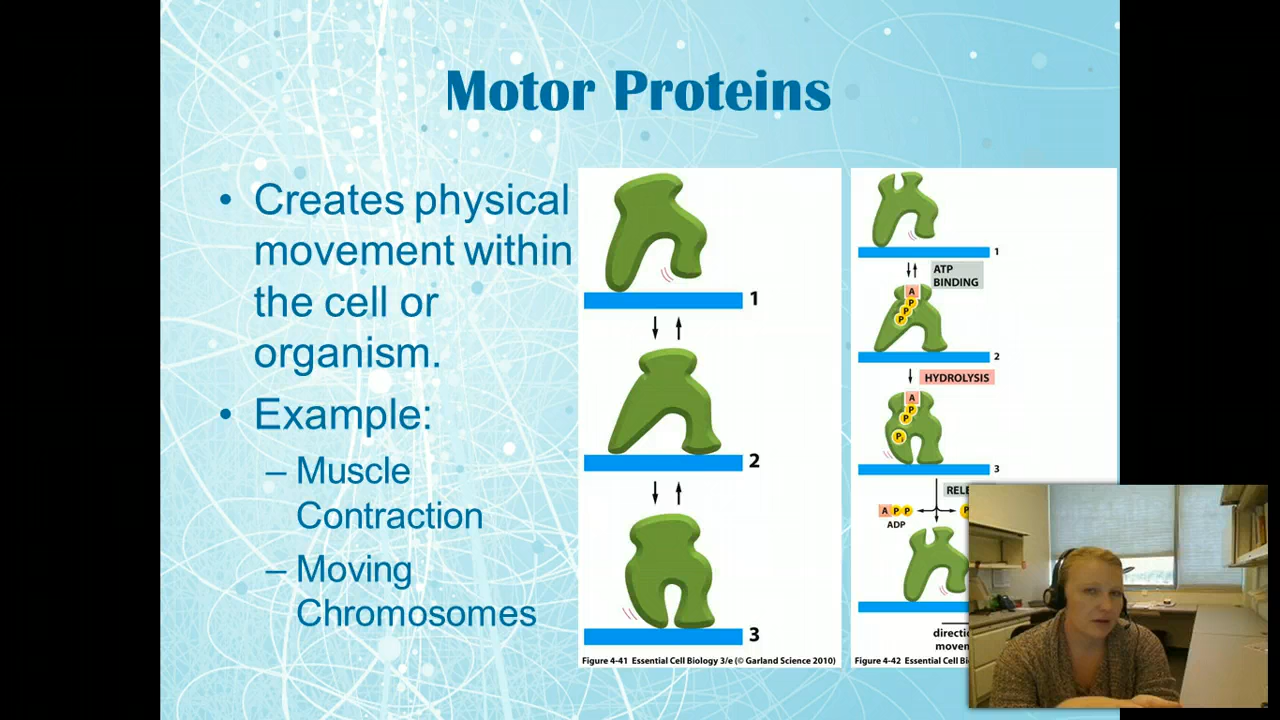 Motor Proteins
• Creates physical
movement within
the cell or
organism.
• Example:
– Muscle
Contraction
– Moving
Chromosomes
1
2
3
Figure 4-41 Essential Cell Biology 3/e (© Garland Science 2010)
1
ATP
BINDING
A
P
P
P
2
HYDROLYSIS
A
P
P
P
3
A P P
P
ADP
Figure 4-42 Essential Cell